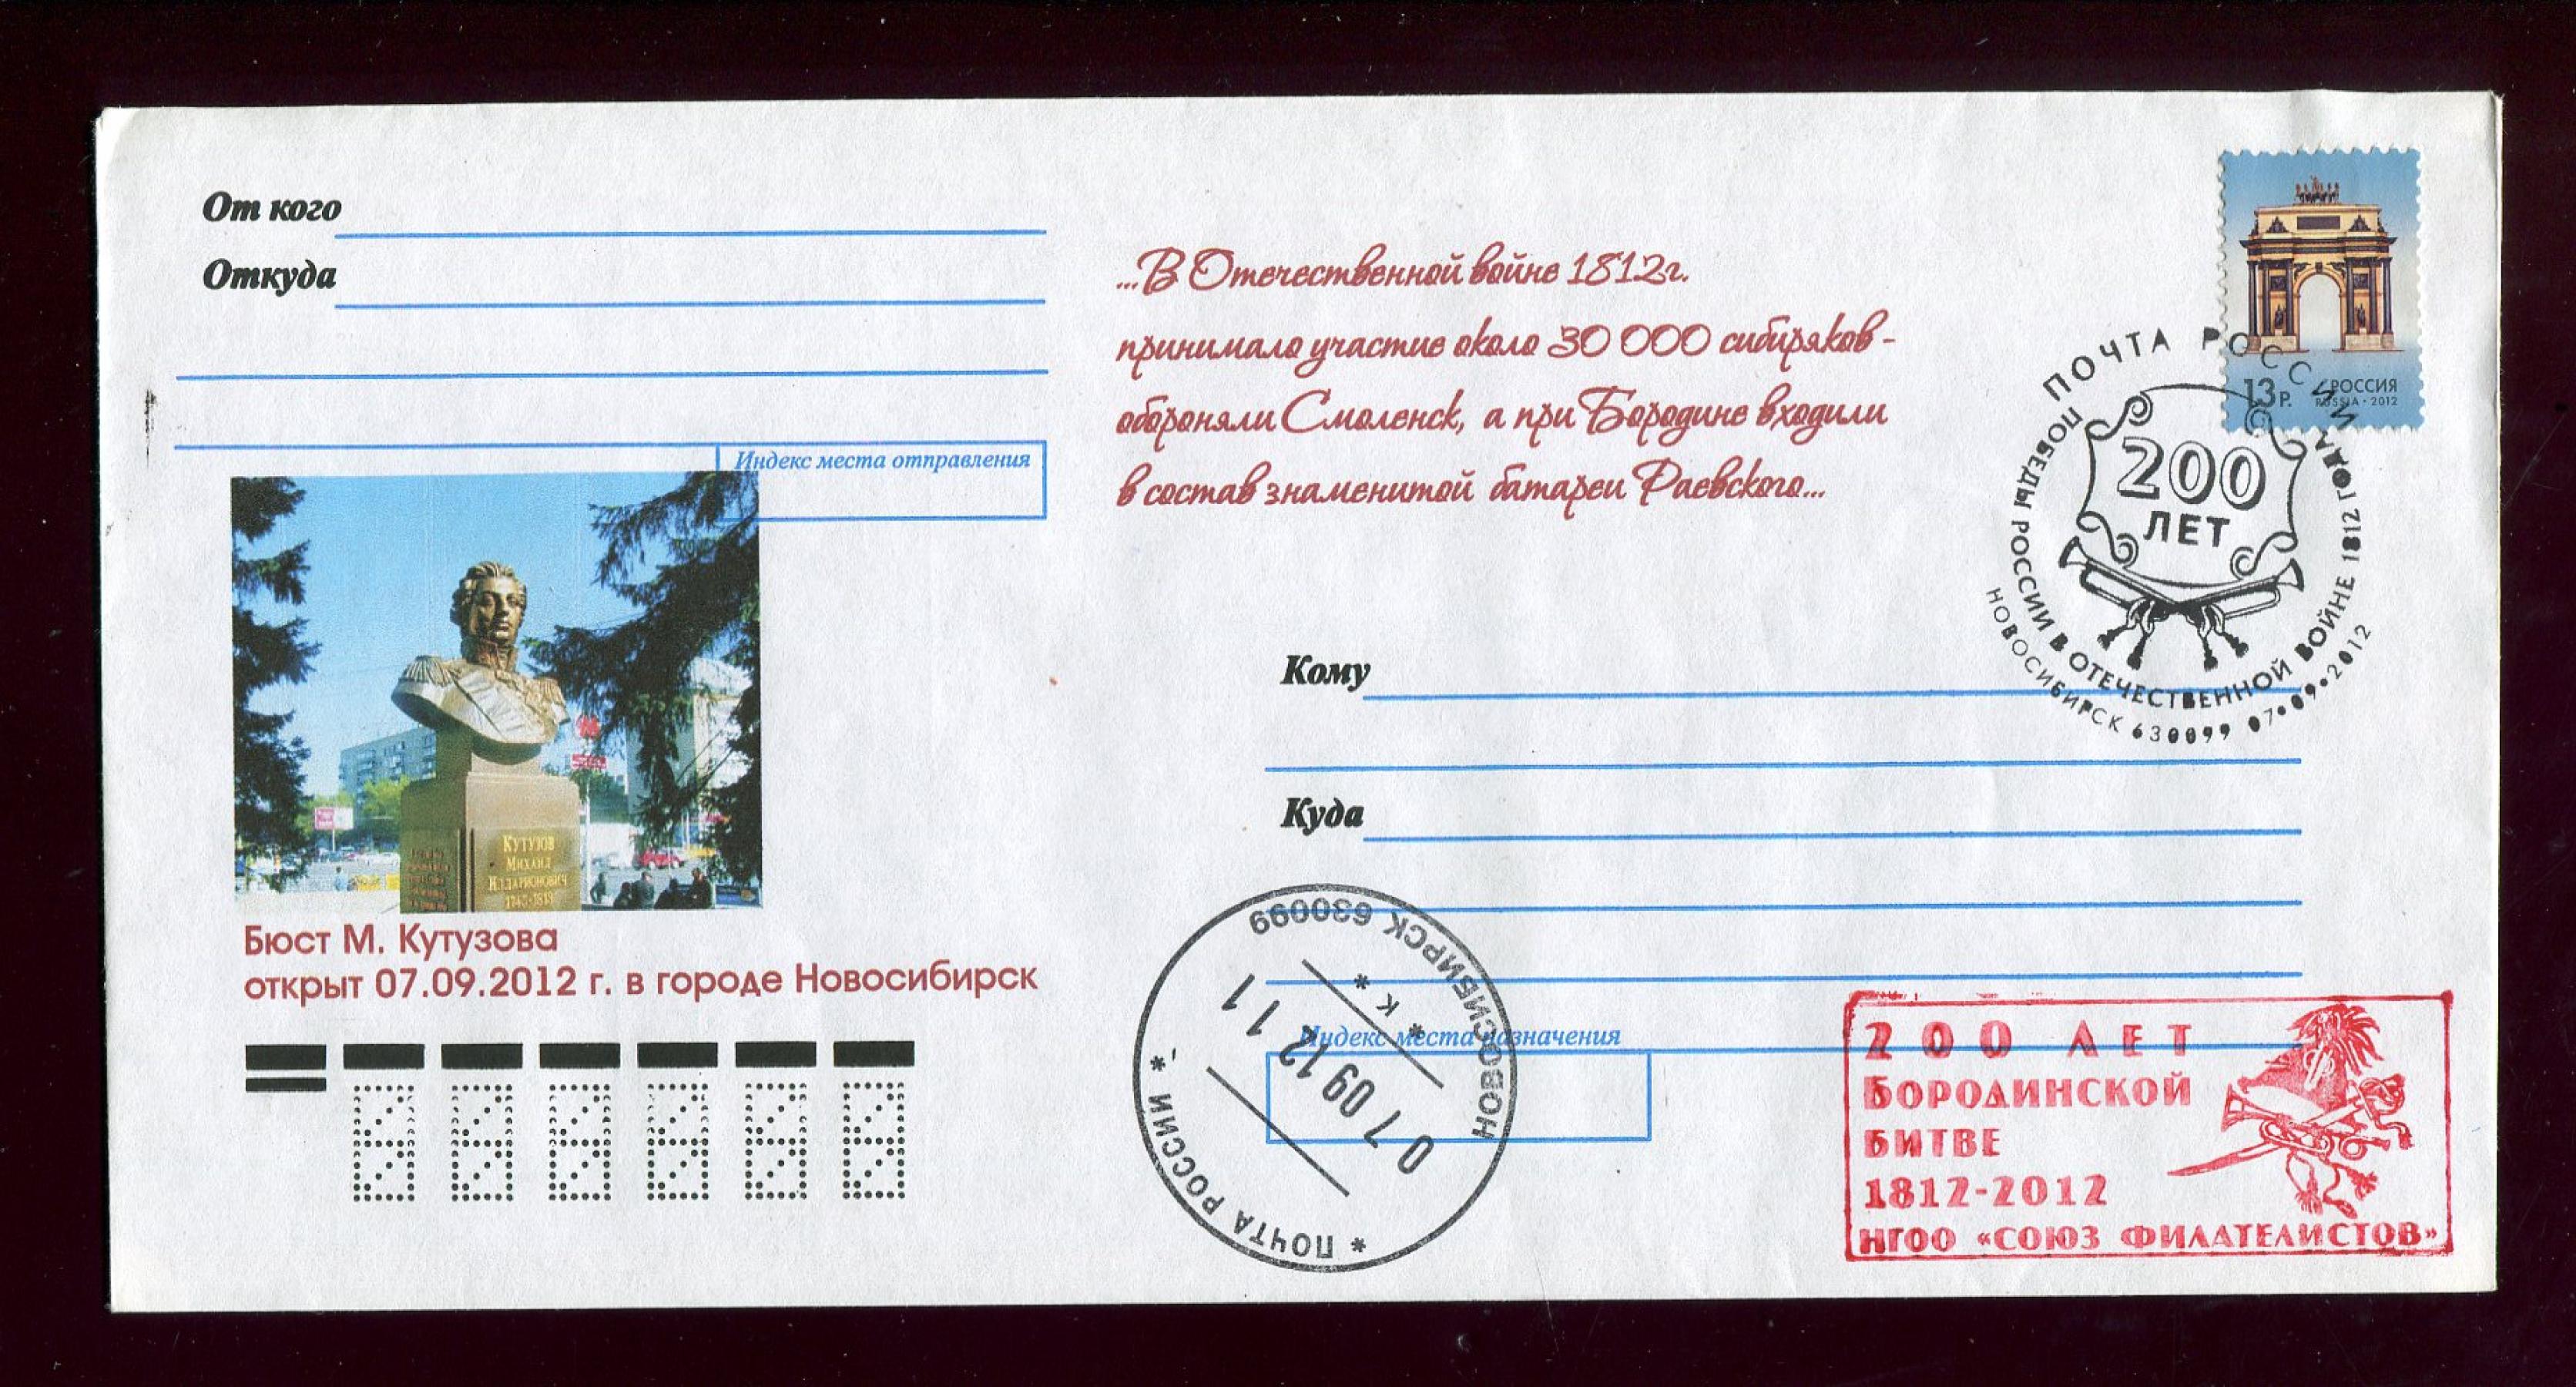 От кого
Откуда
Индекс места отправления
...В Отечественной войне 1812г.
принимало участие около 30 000 сибиряков -
обороняли Смоленск, а при Бородине входили
в состав знаменитой батареи Раевского...
13 Р.
РОССИЯ
RUSSIA • 2012
ПОЧТА РОССИИ
ПОБЕДЫ РОССИИ В ОТЕЧЕСТВЕННОЙ ВОЙНЕ 1812 ГОДА
200
ЛЕТ
НОВОСИБИРСК 630099 07•09•2012
КУТУЗОВ
МИХАИЛ
ИЛЛАРИОНОВИЧ
Бюст М. Кутузова
открыт 07.09.2012 г. в городе Новосибирск
Кому
Куда
Индекс места назначения
НОВОСИБИРСК 630099
* К *
07 09 12 11
* ПОЧТА РОССИИ *
200 ЛЕТ
БОРОДИНСКОЙ
БИТВЕ
1812-2012
НГОО «СОЮЗ ФИЛАТЕЛИСТОВ»